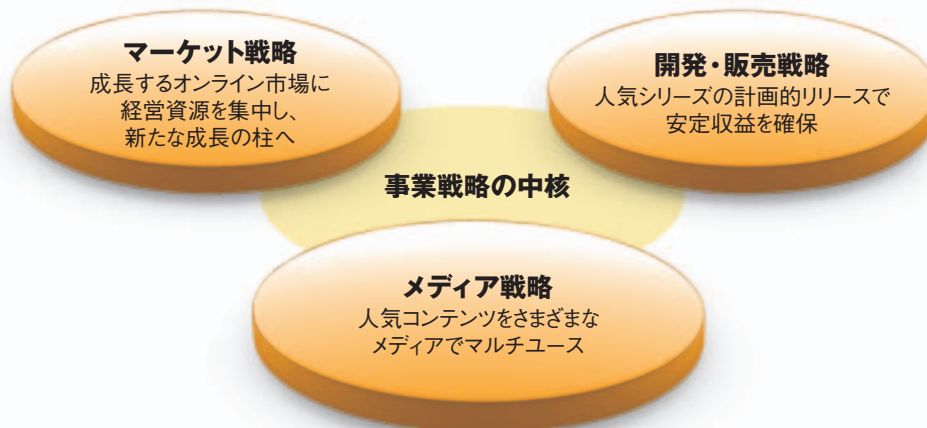 マーケット戦略
成長するオンライン市場に
経営資源を集中し、
新たな成長の柱へ
開発・販売戦略
人気シリーズの計画的リリースで
安定収益を確保
事業戦略の中核
メディア戦略
人気コンテンツをさまざまな
メディアでマルチユース